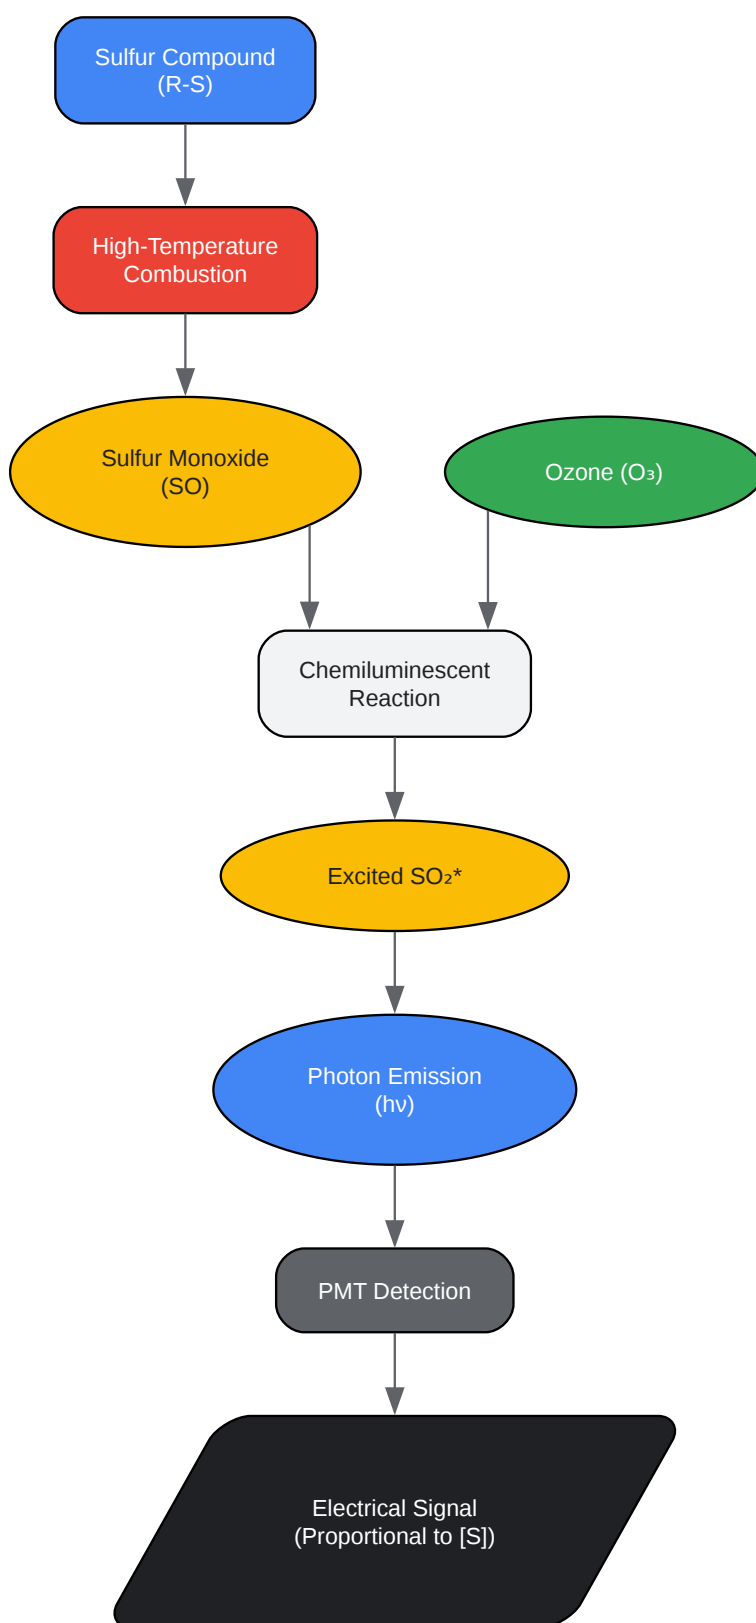 Sulfur Compound
(R-S)
High-Temperature
Combustion
Sulfur Monoxide
(SO)
Ozone (O₃)
Chemiluminescent
Reaction
Excited SO₂*
Photon Emission
(hν)
PMT Detection
Electrical Signal
(Proportional to [S])